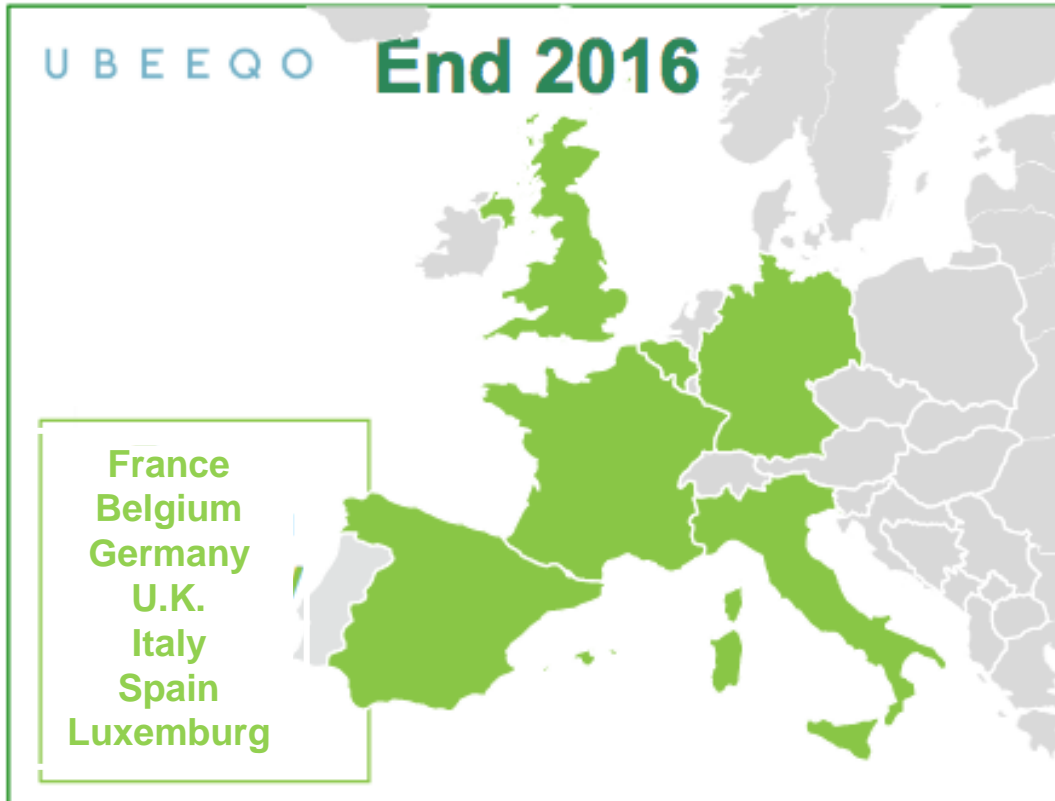 UBEEQO
End 2016
France
Belgium
Germany
U.K.
Italy
Spain
Luxemburg